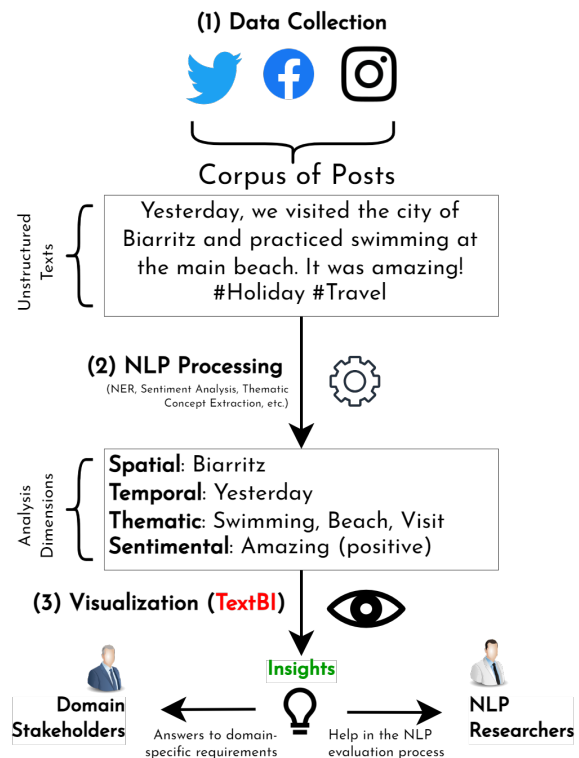 (1) Data Collection
Corpus of Posts
Unstructured
Texts
Yesterday, we visited the city of
Biarritz and practiced swimming at
the main beach. It was amazing!
#Holiday #Travel
(2) NLP Processing
(NER, Sentiment Analysis, Thematic
Concept Extraction, etc.)
Analysis
Dimensions
Spatial: Biarritz
Temporal: Yesterday
Thematic: Swimming, Beach, Visit
Sentimental: Amazing (positive)
(3) Visualization (TextBI)
Insights
Domain
Stakeholders
Answers to domain-
specific requirements
Help in the NLP
evaluation process
NLP
Researchers